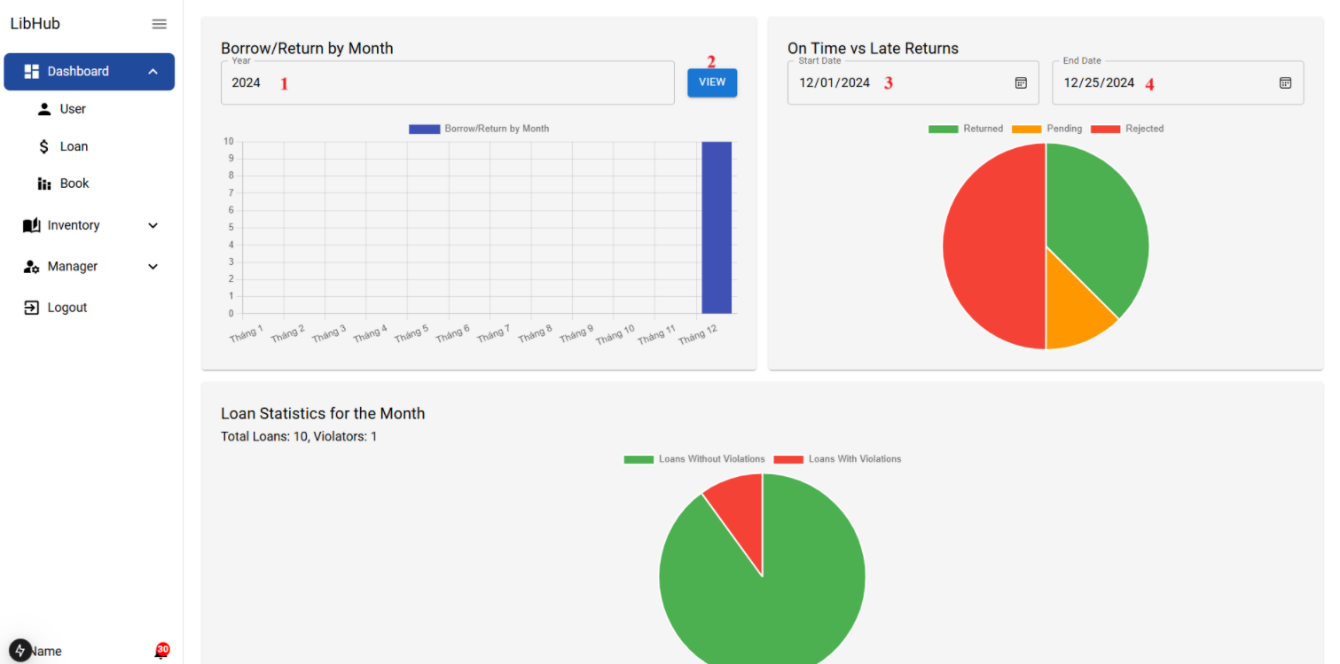 LibHub
Dashboard
User
Loan
Book
Inventory
Manager
Logout
Name
30
Borrow/Return by Month
Year
2024 1
2
VIEW
Borrow/Return by Month
10
9
8
7
6
5
4
3
2
1
0
Tháng 1 Tháng 2 Tháng 3 Tháng 4 Tháng 5 Tháng 6 Tháng 7 Tháng 8 Tháng 9 Tháng 10 Tháng 11 Tháng 12
On Time vs Late Returns
Start Date
12/01/2024 3
End Date
12/25/2024 4
Returned Pending Rejected
Loan Statistics for the Month
Total Loans: 10, Violators: 1
Loans Without Violations Loans With Violations